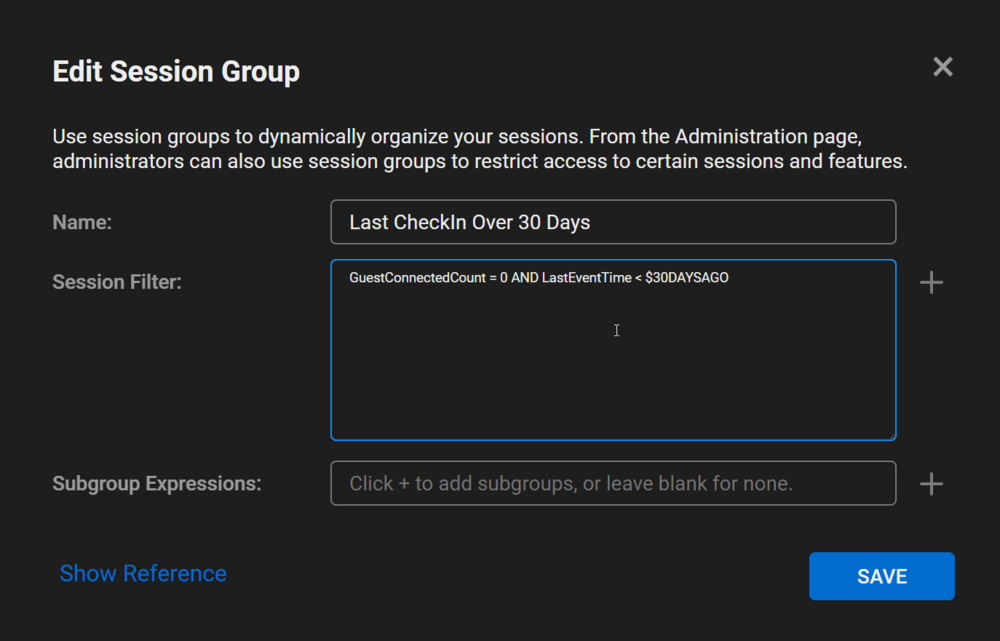 Edit Session Group
Use session groups to dynamically organize your sessions. From the Administration page,
administrators can also use session groups to restrict access to certain sessions and features.
Name:
Last CheckIn Over 30 Days
Session Filter:
GuestConnectedCount = 0 AND LastEventTime < $30DAYSAGO
Subgroup Expressions:
Click + to add subgroups, or leave blank for none.
Show Reference
SAVE